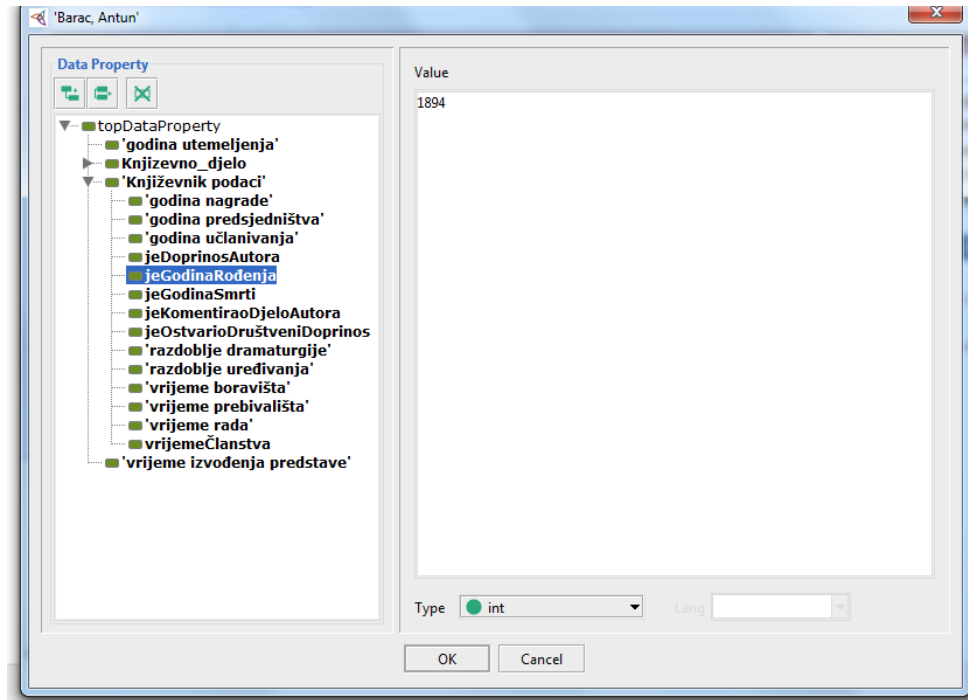 'Barac, Antun'
Data Property
topDataProperty
'godina utemeljenja'
Knjizevno_djelo
'Književnik podaci'
'godina nagrade'
'godina predsjedništva'
'godina učlanivanja'
jeDoprinosAutora
jeGodinaRođenja
jeGodinaSmrti
jeKomentiraoDjeloAutora
jeOstvarioDruštveniDoprinos
'razdoblje dramaturgije'
'razdoblje uređivanja'
'vrijeme boravišta'
'vrijeme prebivališta'
'vrijeme rada'
vrijemeČlanstva
'vrijeme izvođenja predstave'
Value
1894
Type int Lang
OK Cancel